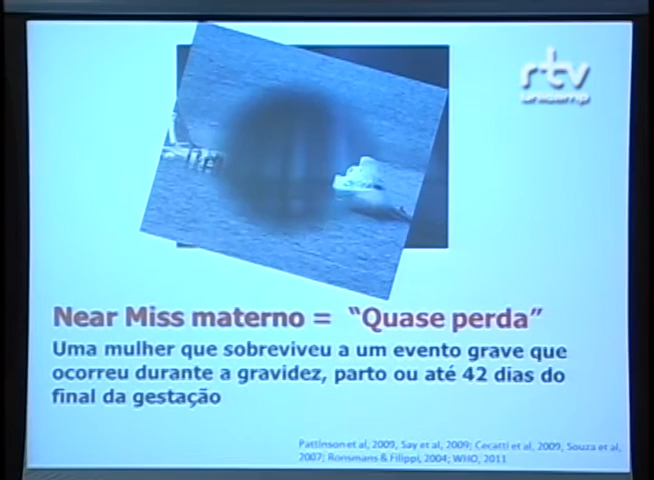 rtv
unicamp
Near Miss materno = "Quase perda"
Uma mulher que sobreviveu a um evento grave que
ocorreu durante a gravidez, parto ou até 42 dias do
final da gestação
Pattinson et al, 2009, Say et al, 2009; Cecatti et al, 2009, Souza et al,
2007; Ronsmans & Filippi, 2004; WHO, 2011